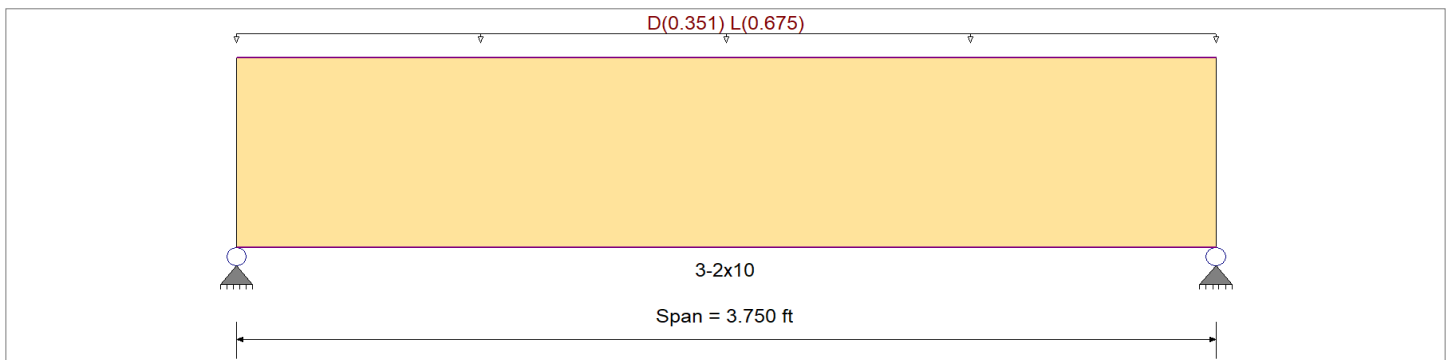 D(0.351) L(0.675)
3-2x10
Span = 3.750 ft